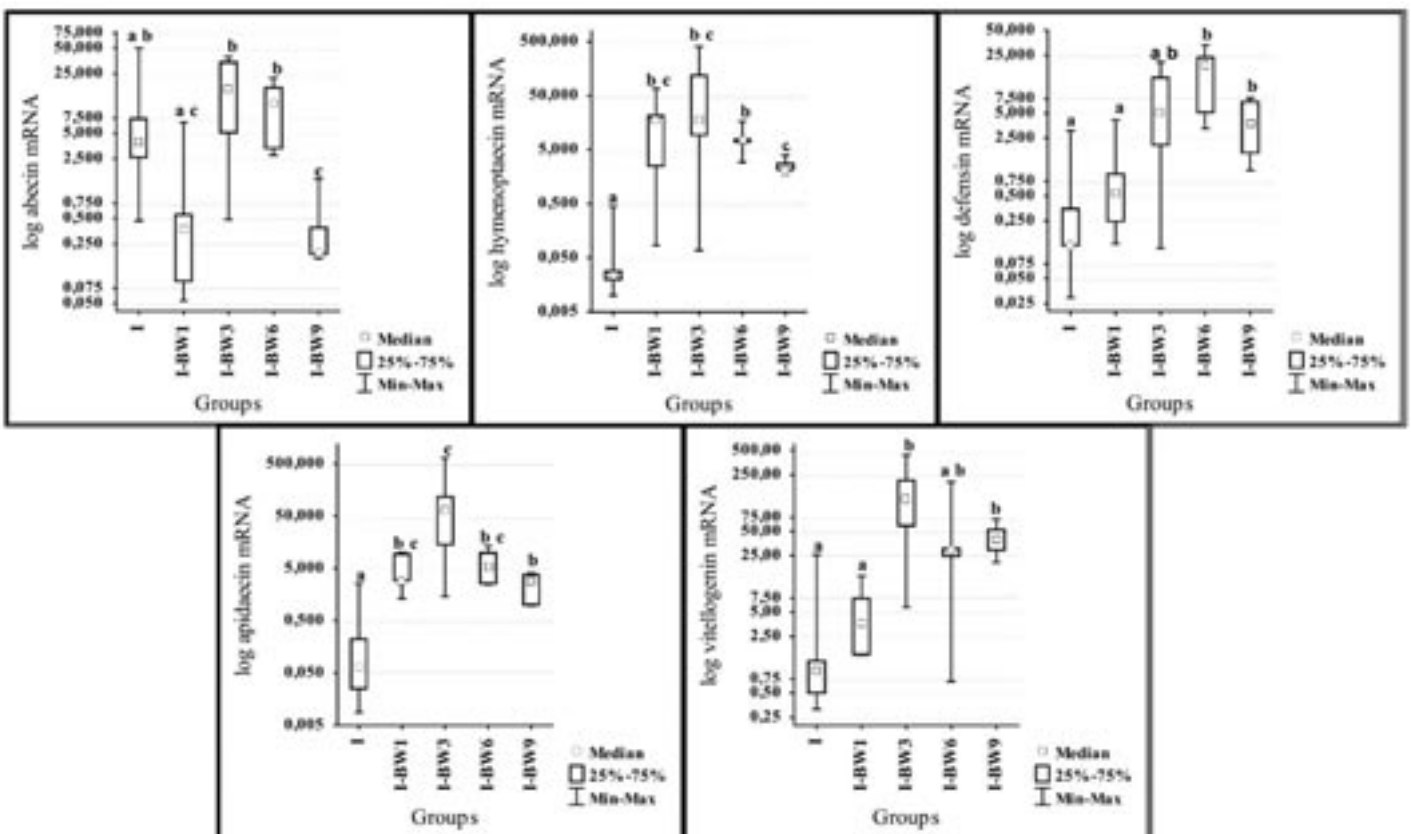 log abecin mRNA
75,000
50,000
25,000
7,500
5,000
2,500
0,750
0,500
0,250
0,075
0,050
a b
a c
b
b
c
I
I-BW1
I-BW3
I-BW6
I-BW9
Median
25%-75%
Min-Max
Groups
log hymenoptaecin mRNA
500,000
50,000
5,000
0,500
0,050
0,005
a
b c
b c
b
c
I
I-BW1
I-BW3
I-BW6
I-BW9
Median
25%-75%
Min-Max
Groups
log defensin mRNA
50,000
25,000
7,500
5,000
2,500
0,750
0,500
0,250
0,075
0,050
0,025
a
a
a b
b
b
I
I-BW1
I-BW3
I-BW6
I-BW9
Median
25%-75%
Min-Max
Groups
log apidaecin mRNA
500,000
50,000
5,000
0,500
0,050
0,005
a
b c
c
b c
b
I
I-BW1
I-BW3
I-BW6
I-BW9
Median
25%-75%
Min-Max
Groups
log vitellogenin mRNA
500,00
250,00
75,00
50,00
25,00
7,50
5,00
2,50
0,75
0,50
0,25
a
a
b
a b
b
I
I-BW1
I-BW3
I-BW6
I-BW9
Median
25%-75%
Min-Max
Groups